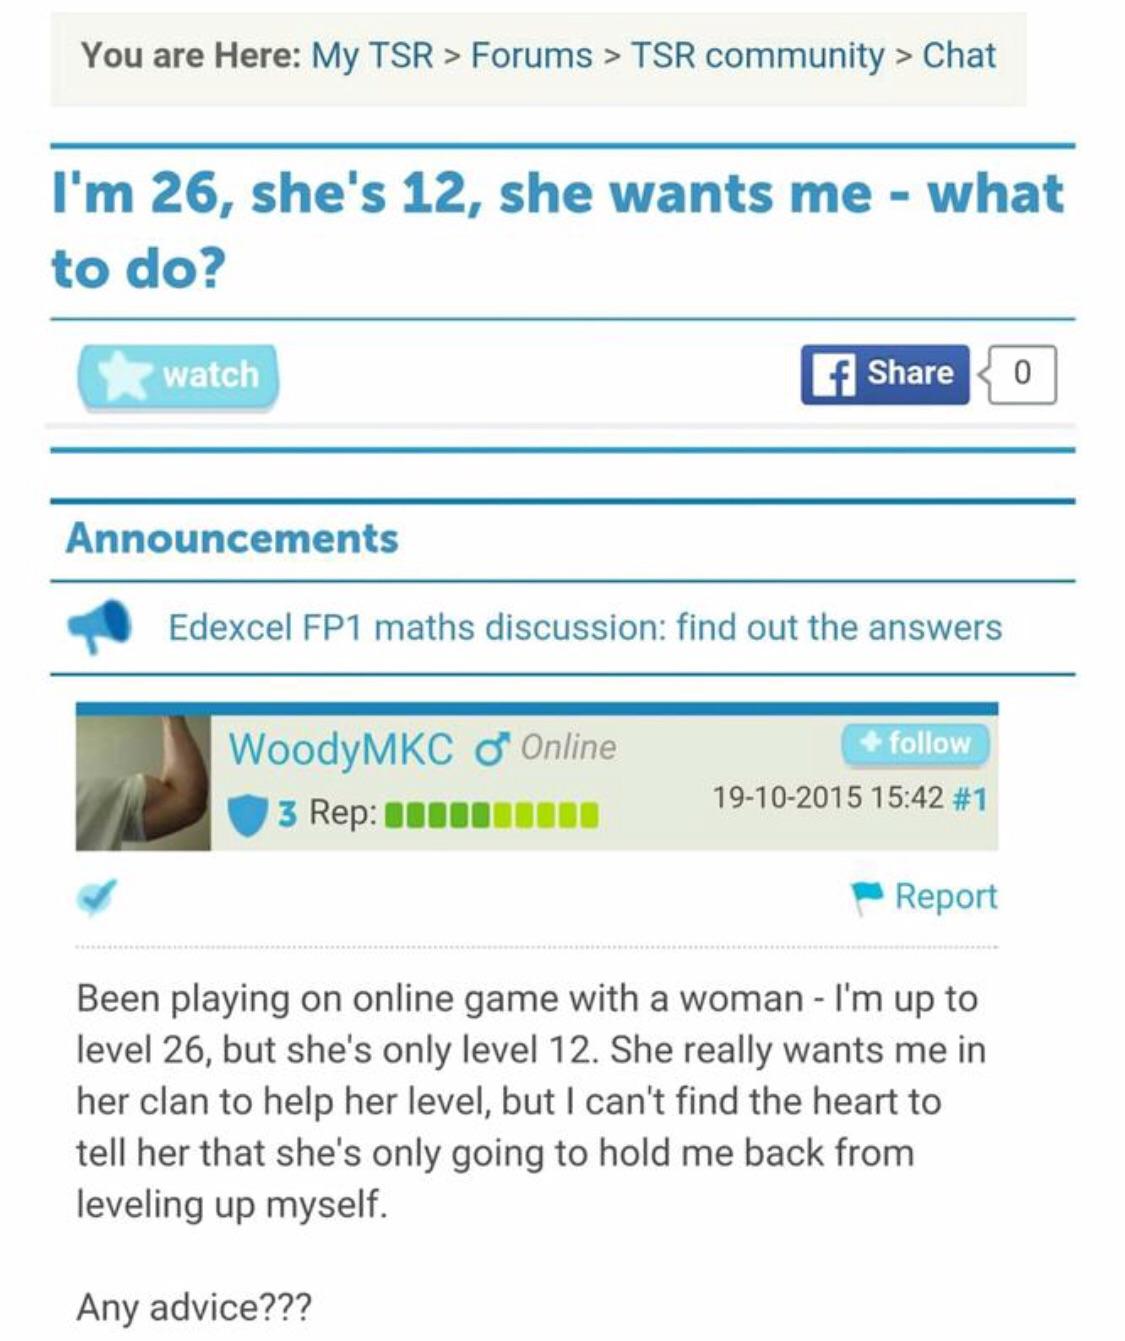 You are Here: My TSR > Forums > TSR community > Chat
I'm 26, she's 12, she wants me - what
to do?
watch
Share
0
Announcements
Edexcel FP1 maths discussion: find out the answers
WoodyMKC ♂ Online
+ follow
3 Rep:
19-10-2015 15:42 #1
Report
Been playing on online game with a woman - I'm up to
level 26, but she's only level 12. She really wants me in
her clan to help her level, but I can't find the heart to
tell her that she's only going to hold me back from
leveling up myself.
Any advice???